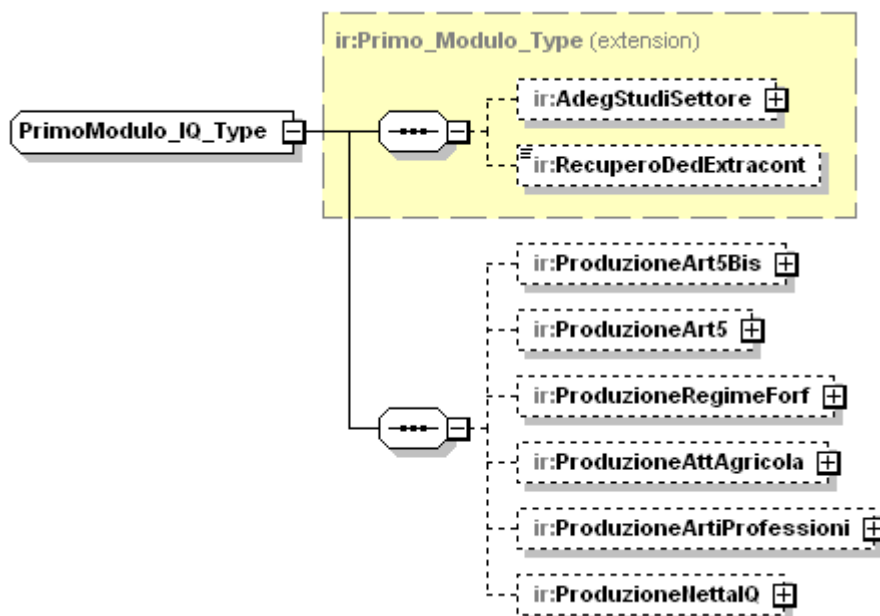 ir:Primo_Modulo_Type (extension)
ir:AdegStudiSettore
PrimoModulo_IQ_Type
ir:RecuperoDedExtracont
ir:ProduzioneArt5Bis
ir:ProduzioneArt5
ir:ProduzioneRegimeForf
ir:ProduzioneAttAgricola
ir:ProduzioneArtiProfessioni
ir:ProduzioneNettaIQ